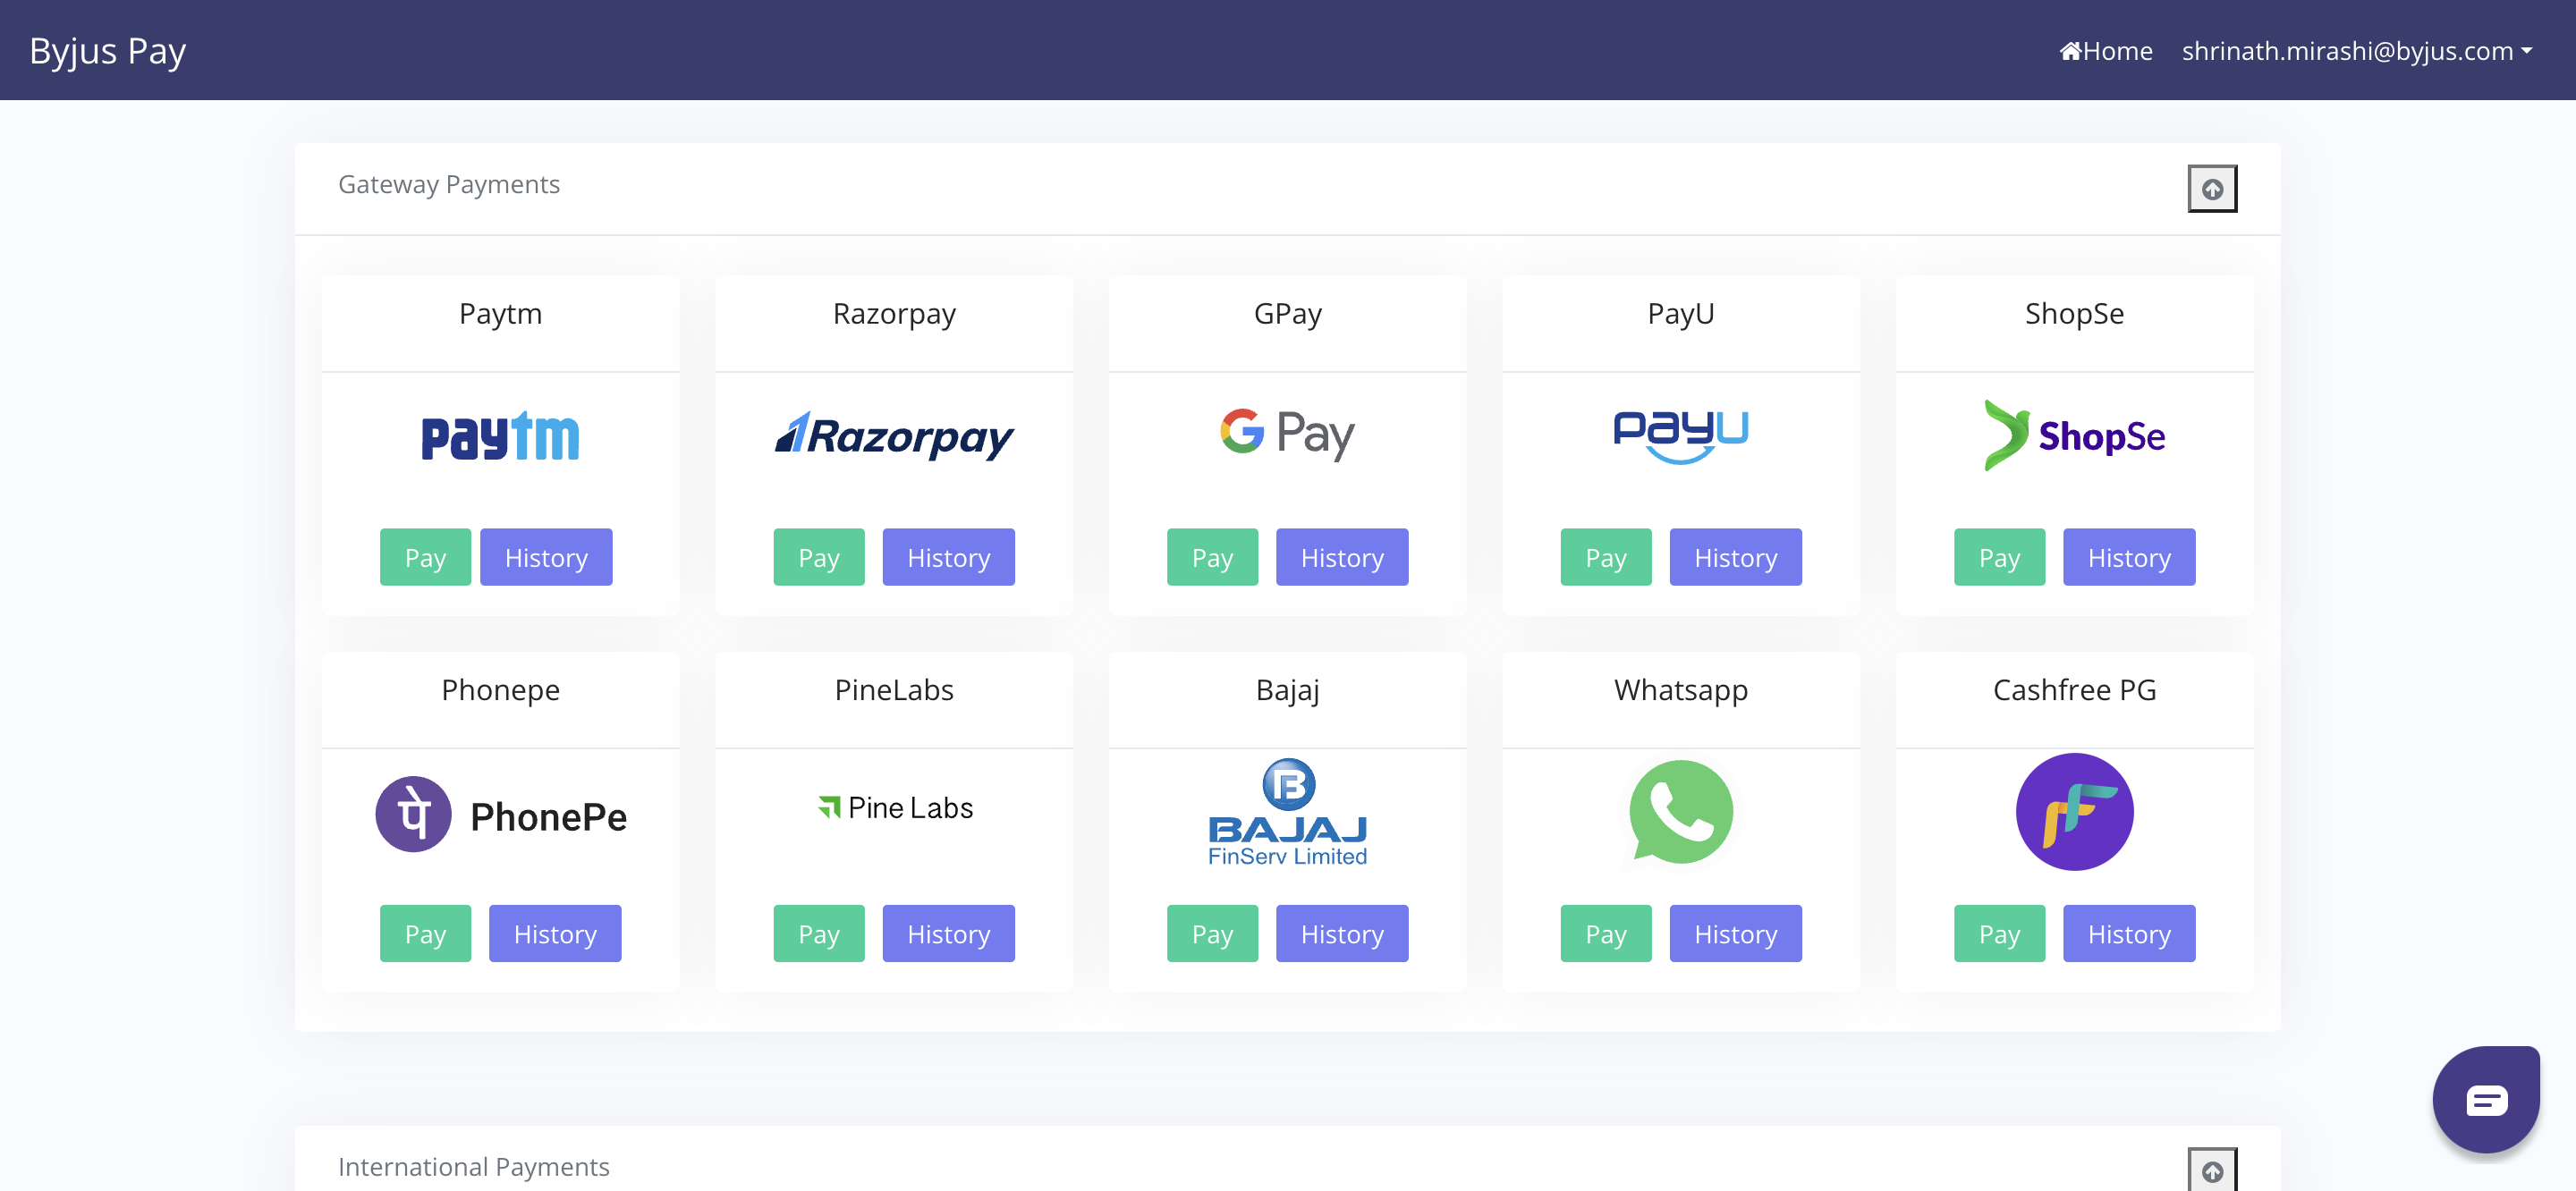 Byjus Pay
Home shrinath.mirashi@byjus.com
Gateway Payments
Paytm
paytm
Pay History
Razorpay
Razorpay
Pay History
GPay
G Pay
Pay History
PayU
payU
Pay History
ShopSe
ShopSe
Pay History
Phonepe
पे PhonePe
Pay History
PineLabs
Pine Labs
Pay History
Bajaj
B
BAJAJ
FinServ Limited
Pay History
Whatsapp
Pay History
Cashfree PG
Pay History
International Payments